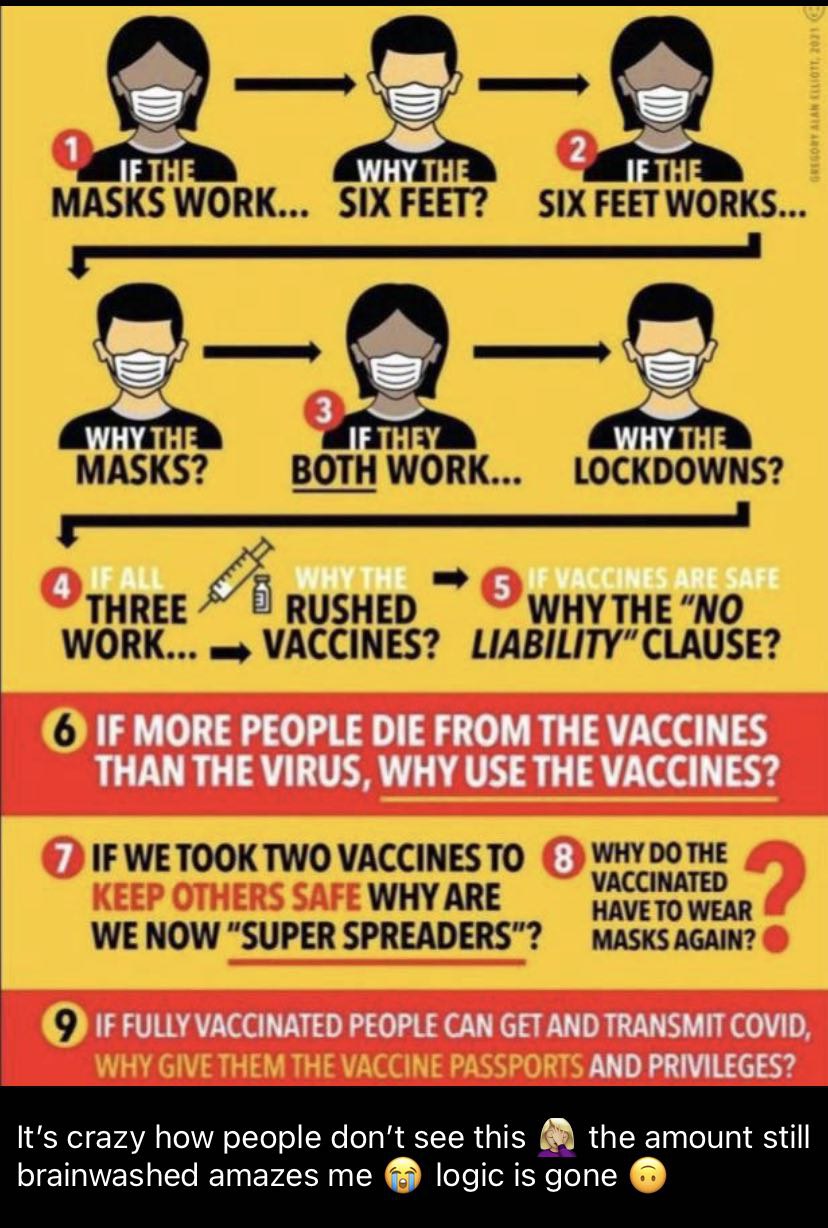 GREGORY ALAN ELLIOTT, 2021
1 IF THE WHY THE 2 IF THE
MASKS WORK... SIX FEET? SIX FEET WORKS...
3
WHY THE IF THEY WHY THE
MASKS? BOTH WORK... LOCKDOWNS?
4 IF ALL WHY THE 5 IF VACCINES ARE SAFE
THREE RUSHED WHY THE "NO
WORK... VACCINES? LIABILITY" CLAUSE?
6 IF MORE PEOPLE DIE FROM THE VACCINES
THAN THE VIRUS, WHY USE THE VACCINES?
7 IF WE TOOK TWO VACCINES TO
KEEP OTHERS SAFE WHY ARE
WE NOW "SUPER SPREADERS"?
8 WHY DO THE
VACCINATED
HAVE TO WEAR
MASKS AGAIN?
?
9 IF FULLY VACCINATED PEOPLE CAN GET AND TRANSMIT COVID,
WHY GIVE THEM THE VACCINE PASSPORTS AND PRIVILEGES?
It's crazy how people don't see this 🤦🏼‍♀️ the amount still
brainwashed amazes me 😭 logic is gone 🙃